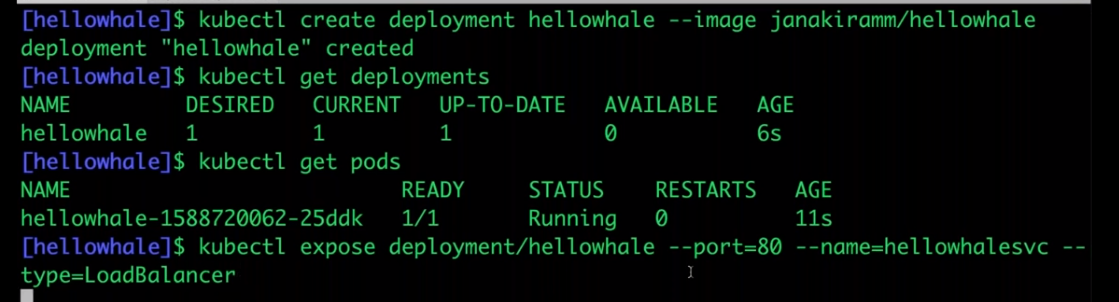 [hellowhale]$ kubectl create deployment hellowhale --image janakiramm/hellowhale
deployment "hellowhale" created
[hellowhale]$ kubectl get deployments
NAME DESIRED CURRENT UP-TO-DATE AVAILABLE AGE
hellowhale 1 1 1 0 6s
[hellowhale]$ kubectl get pods
NAME READY STATUS RESTARTS AGE
hellowhale-1588720062-25ddk 1/1 Running 0 11s
[hellowhale]$ kubectl expose deployment/hellowhale --port=80 --name=hellowhalesvc --
type=LoadBalancer